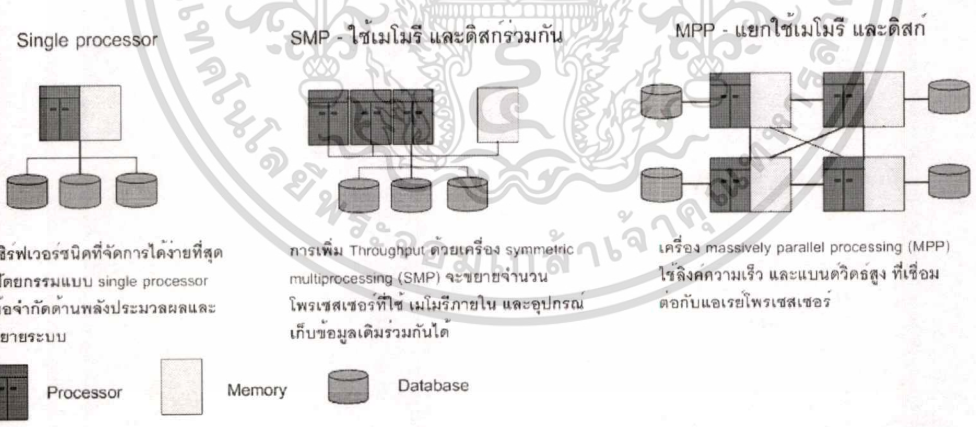 Single processor
SMP - ใช้เมโมรี และดิสก์ร่วมกัน
MPP - แยกใช้เมโมรี และดิสก์
ซิร์ฟเวอร์ชนิดที่จัดการได้ง่ายที่สุด
โดยกรรมแบบ single processor
ข้อจำกัดด้านพลังประมวลผลและ
ขยายระบบ
การเพิ่ม Throughput ด้วยเครื่อง symmetric
multiprocessing (SMP) จะขยายจำนวน
โพรเซสเซอร์ที่ใช้ เมโมรีภายใน และอุปกรณ์
เก็บข้อมูลเดิมร่วมกันได้
เครื่อง massively parallel processing (MPP)
ใช้ลิงค์ความเร็ว และแบนด์วิดธ์สูง ที่เชื่อม
ต่อกับแอเรย์โพรเซสเซอร์
Processor
Memory
Database